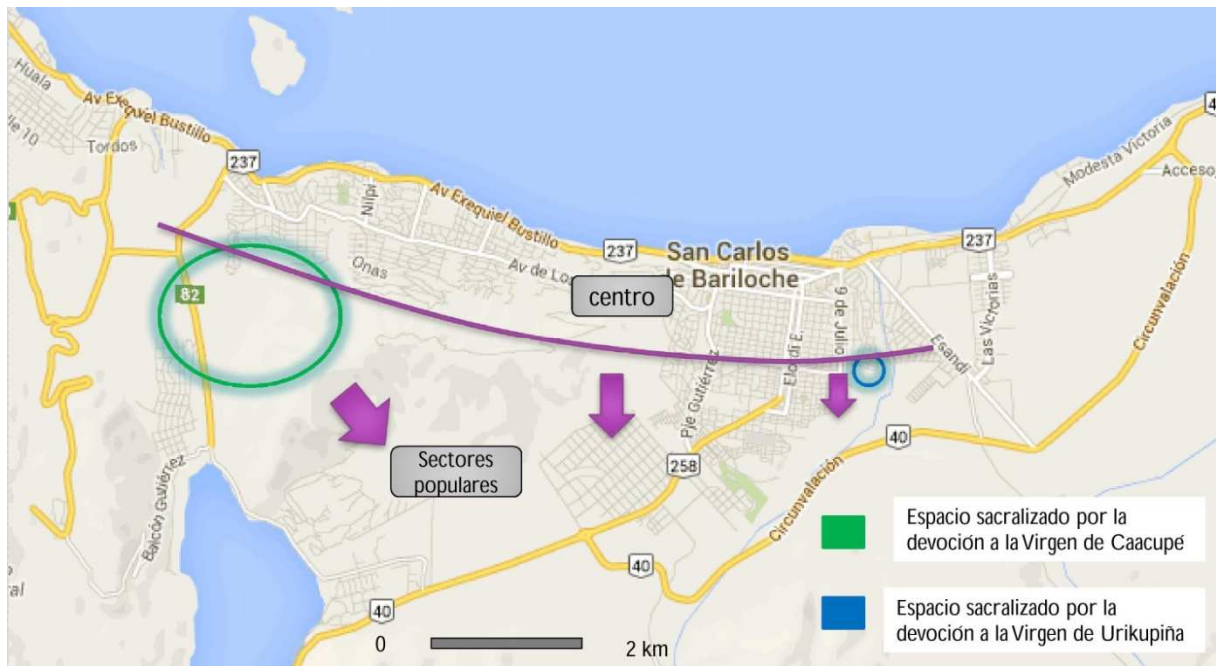 Huala
Av Exequiel Bustillo
Tordos
237
Nilpi
Av Exequiel Bustillo
237
San Carlos
de Bariloche
Onas
Av de Los
centro
82
9 de Julio
Elordi E.
Esandi
237
Las Victorias
Modesta Victoria
Acceso
Circunvalación
Pje Gutiérrez
Sectores
populares
258
40
Circunvalación
Balcón Gutiérrez
40
40
0
2 km
Espacio sacralizado por la
devoción a la Virgen de Caacupé
Espacio sacralizado por la
devoción a la Virgen de Urikupiña